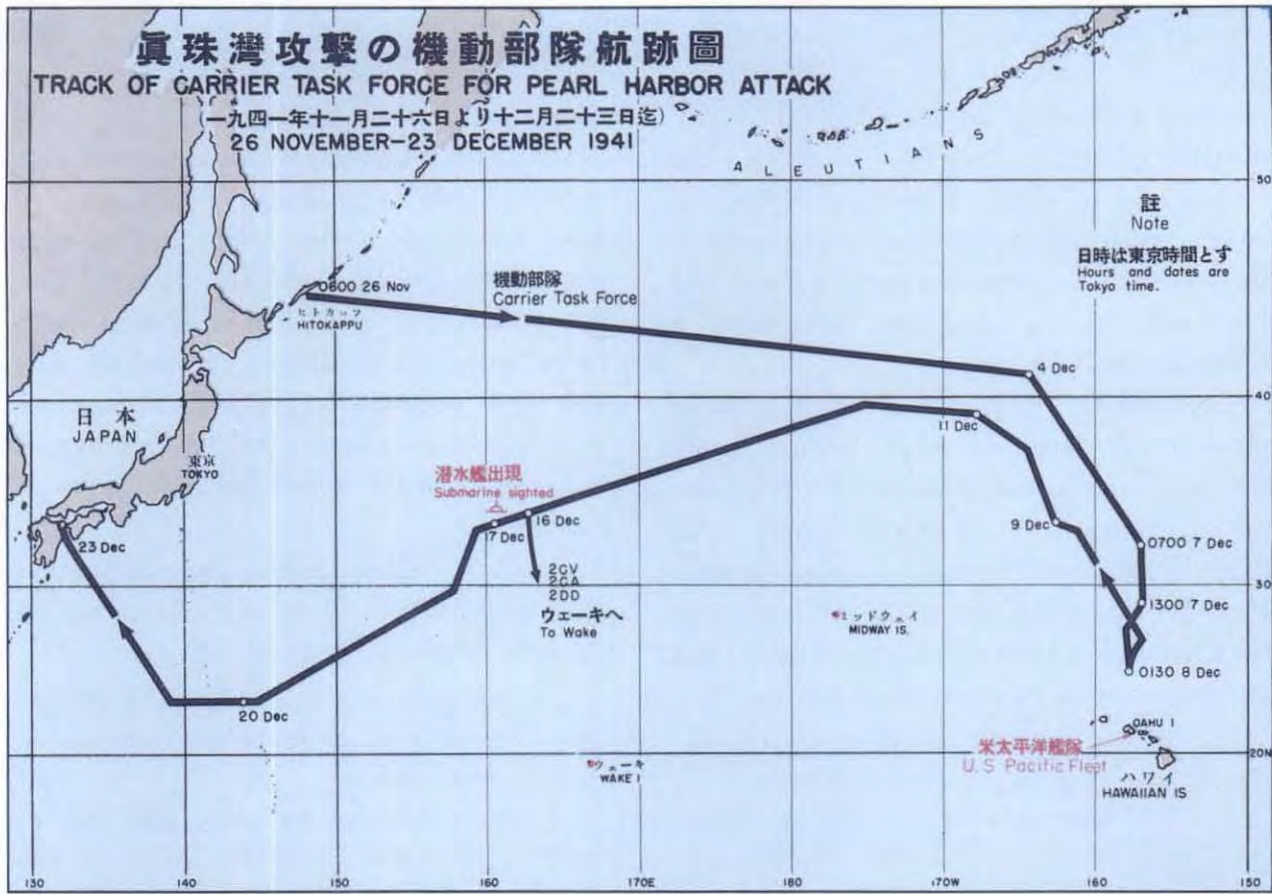 眞珠灣攻擊の機動部隊航跡圖
TRACK OF CARRIER TASK FORCE FOR PEARL HARBOR ATTACK
(一九四一年十一月二十六日より十二月二十三日迄)
26 NOVEMBER-23 DECEMBER 1941
ALEUTIANS
50
註
Note
日時は東京時間とす
Hours and dates are
Tokyo time.
0600 26 Nov
ヒトカップ
HITOKAPPU
機動部隊
Carrier Task Force
4 Dec
40
日本
JAPAN
東京
TOKYO
11 Dec
潜水艦出現
Submarine sighted
16 Dec
17 Dec
9 Dec
23 Dec
0700 7 Dec
2CV
2CA
2DD
30
ウェーキへ
To Wake
ミッドウェイ
MIDWAY IS.
1300 7 Dec
0130 8 Dec
20 Dec
OAHU I
米太平洋艦隊
U. S. Pacific Fleet
20N
ウェーキ
WAKE I
ハワイ
HAWAIIAN IS
130 140 150 160 170E 180 170W 160 150